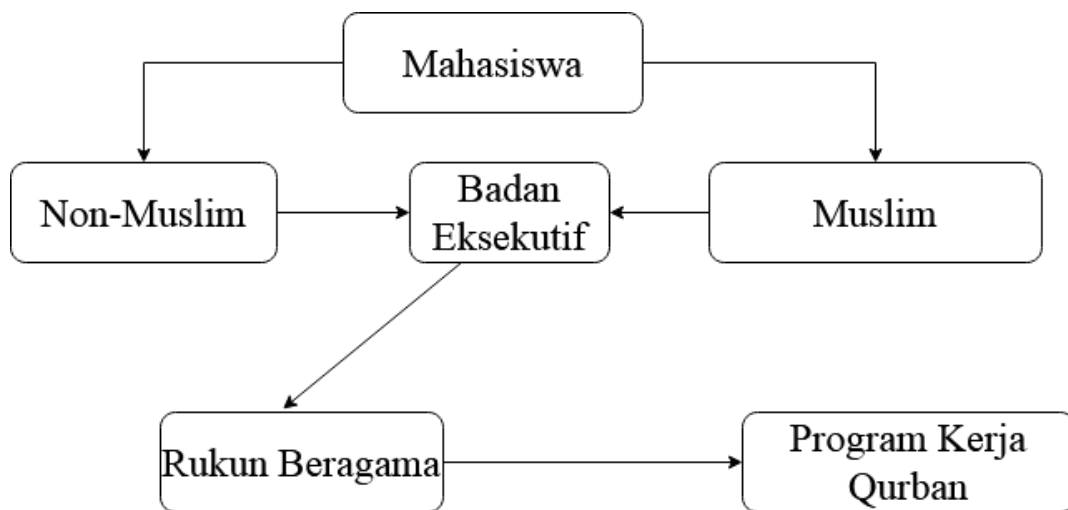 Mahasiswa
Non-Muslim
Badan
Eksekutif
Muslim
Rukun Beragama
Program Kerja
Qurban